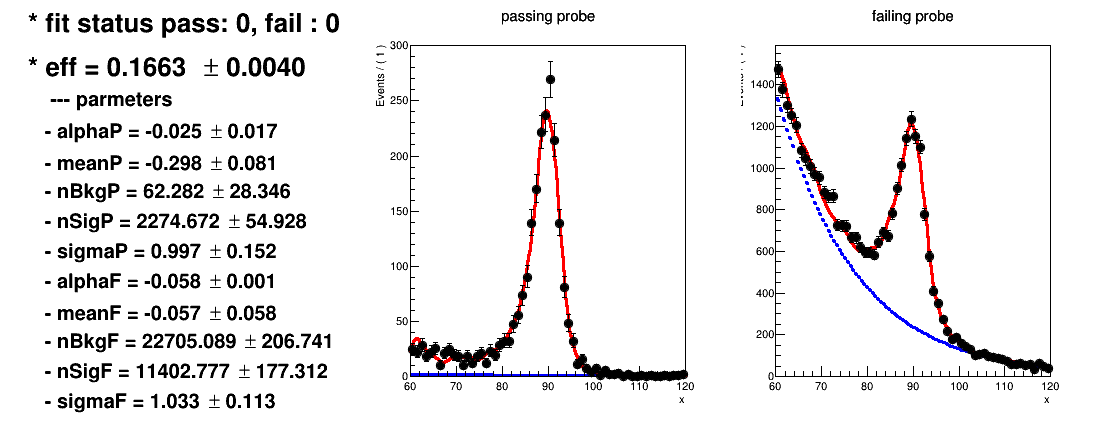 * fit status pass: 0, fail : 0
* eff = 0.1663 ± 0.0040
--- parmeters
- alphaP = -0.025 ± 0.017
- meanP = -0.298 ± 0.081
- nBkgP = 62.282 ± 28.346
- nSigP = 2274.672 ± 54.928
- sigmaP = 0.997 ± 0.152
- alphaF = -0.058 ± 0.001
- meanF = -0.057 ± 0.058
- nBkgF = 22705.089 ± 206.741
- nSigF = 11402.777 ± 177.312
- sigmaF = 1.033 ± 0.113
passing probe
Events / ( 1 )
300
250
200
150
100
50
0
60 70 80 90 100 110 120
x
failing probe
1400
1200
1000
800
600
400
200
0
60 70 80 90 100 110 120
x